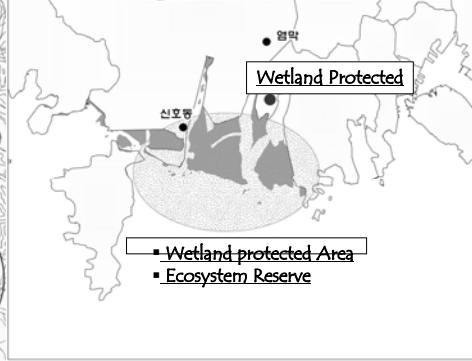 염막
Wetland Protected
신호동
▪ Wetland protected Area
▪ Ecosystem Reserve